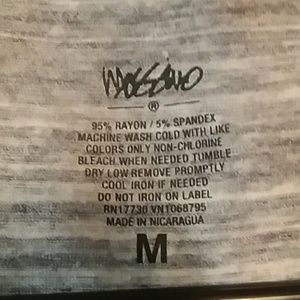 MOSSIMO
®
95% RAYON / 5% SPANDEX
MACHINE WASH COLD WITH LIKE
COLORS ONLY NON-CHLORINE
BLEACH WHEN NEEDED TUMBLE
DRY LOW REMOVE PROMPTLY
COOL IRON IF NEEDED
DO NOT IRON ON LABEL
RN17730 VN1068795
MADE IN NICARAGUA
M